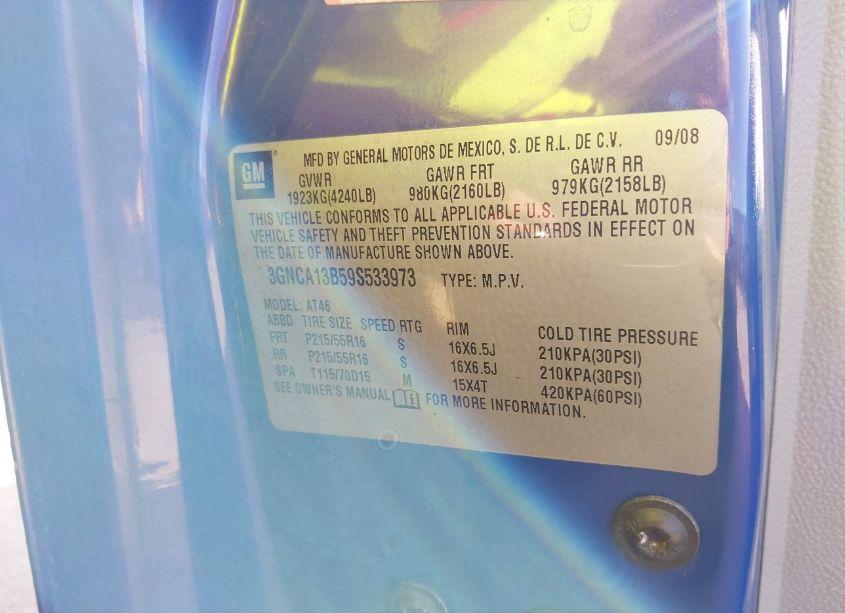 GM
MFD BY GENERAL MOTORS DE MEXICO, S. DE R.L. DE C.V. 09/08
GVWR GAWR FRT GAWR RR
1923KG(4240LB) 980KG(2160LB) 979KG(2158LB)
THIS VEHICLE CONFORMS TO ALL APPLICABLE U.S. FEDERAL MOTOR
VEHICLE SAFETY AND THEFT PREVENTION STANDARDS IN EFFECT ON
THE DATE OF MANUFACTURE SHOWN ABOVE.
3GNCA13B59S533973 TYPE: M.P.V.
MODEL: AT46
ABBD TIRE SIZE SPEED RTG RIM COLD TIRE PRESSURE
FRT P215/55R16 S 16X6.5J 210KPA(30PSI)
RR P215/55R16 S 16X6.5J 210KPA(30PSI)
SPA T115/70D15 M 15X4T 420KPA(60PSI)
SEE OWNER'S MANUAL FOR MORE INFORMATION.